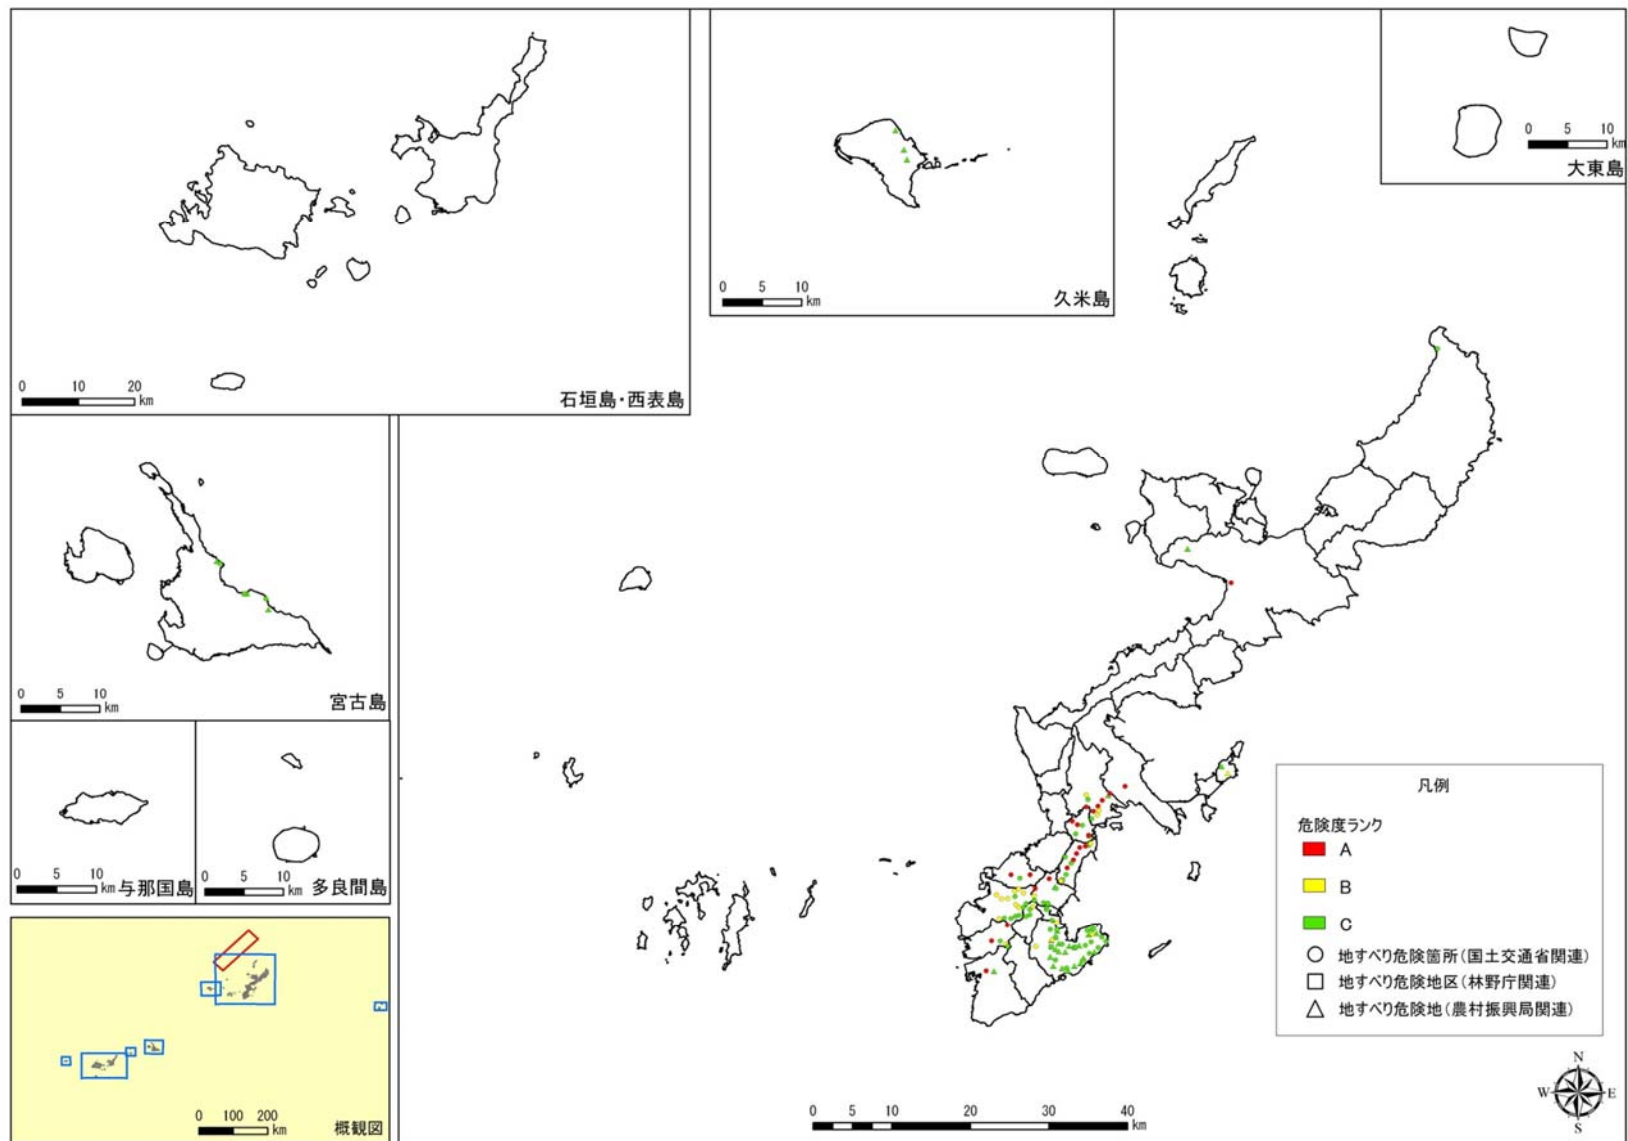 0 10 20 km
石垣島・西表島
0 5 10 km
久米島
0 5 10 km
大東島
0 5 10 km
宮古島
0 5 10 km
与那国島
0 5 10 km
多良間島
凡例
危険度ランク
A
B
C
地すべり危険箇所(国土交通省関連)
地すべり危険地区(林野庁関連)
地すべり危険地(農村振興局関連)
0 100 200 km
概観図
0 5 10 20 30 40 km
N
W E
S